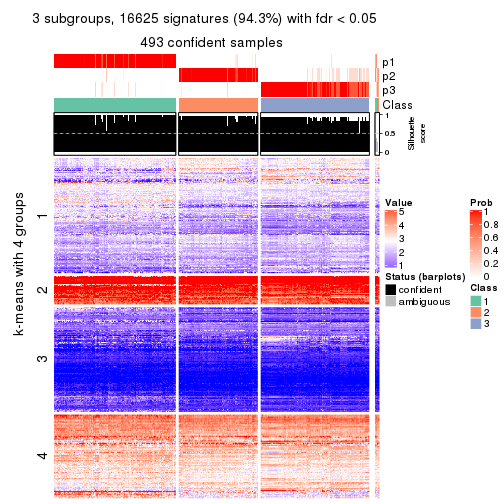 3 subgroups, 16625 signatures (94.3%) with fdr < 0.05
493 confident samples
p1
p2
p3
Class
1
0.5
0
Silhouette
score
k-means with 4 groups
1
2
3
4
Value
5
4
3
2
1
Status (barplots)
confident
ambiguous
Prob
1
0.8
0.6
0.4
0.2
0
Class
1
2
3